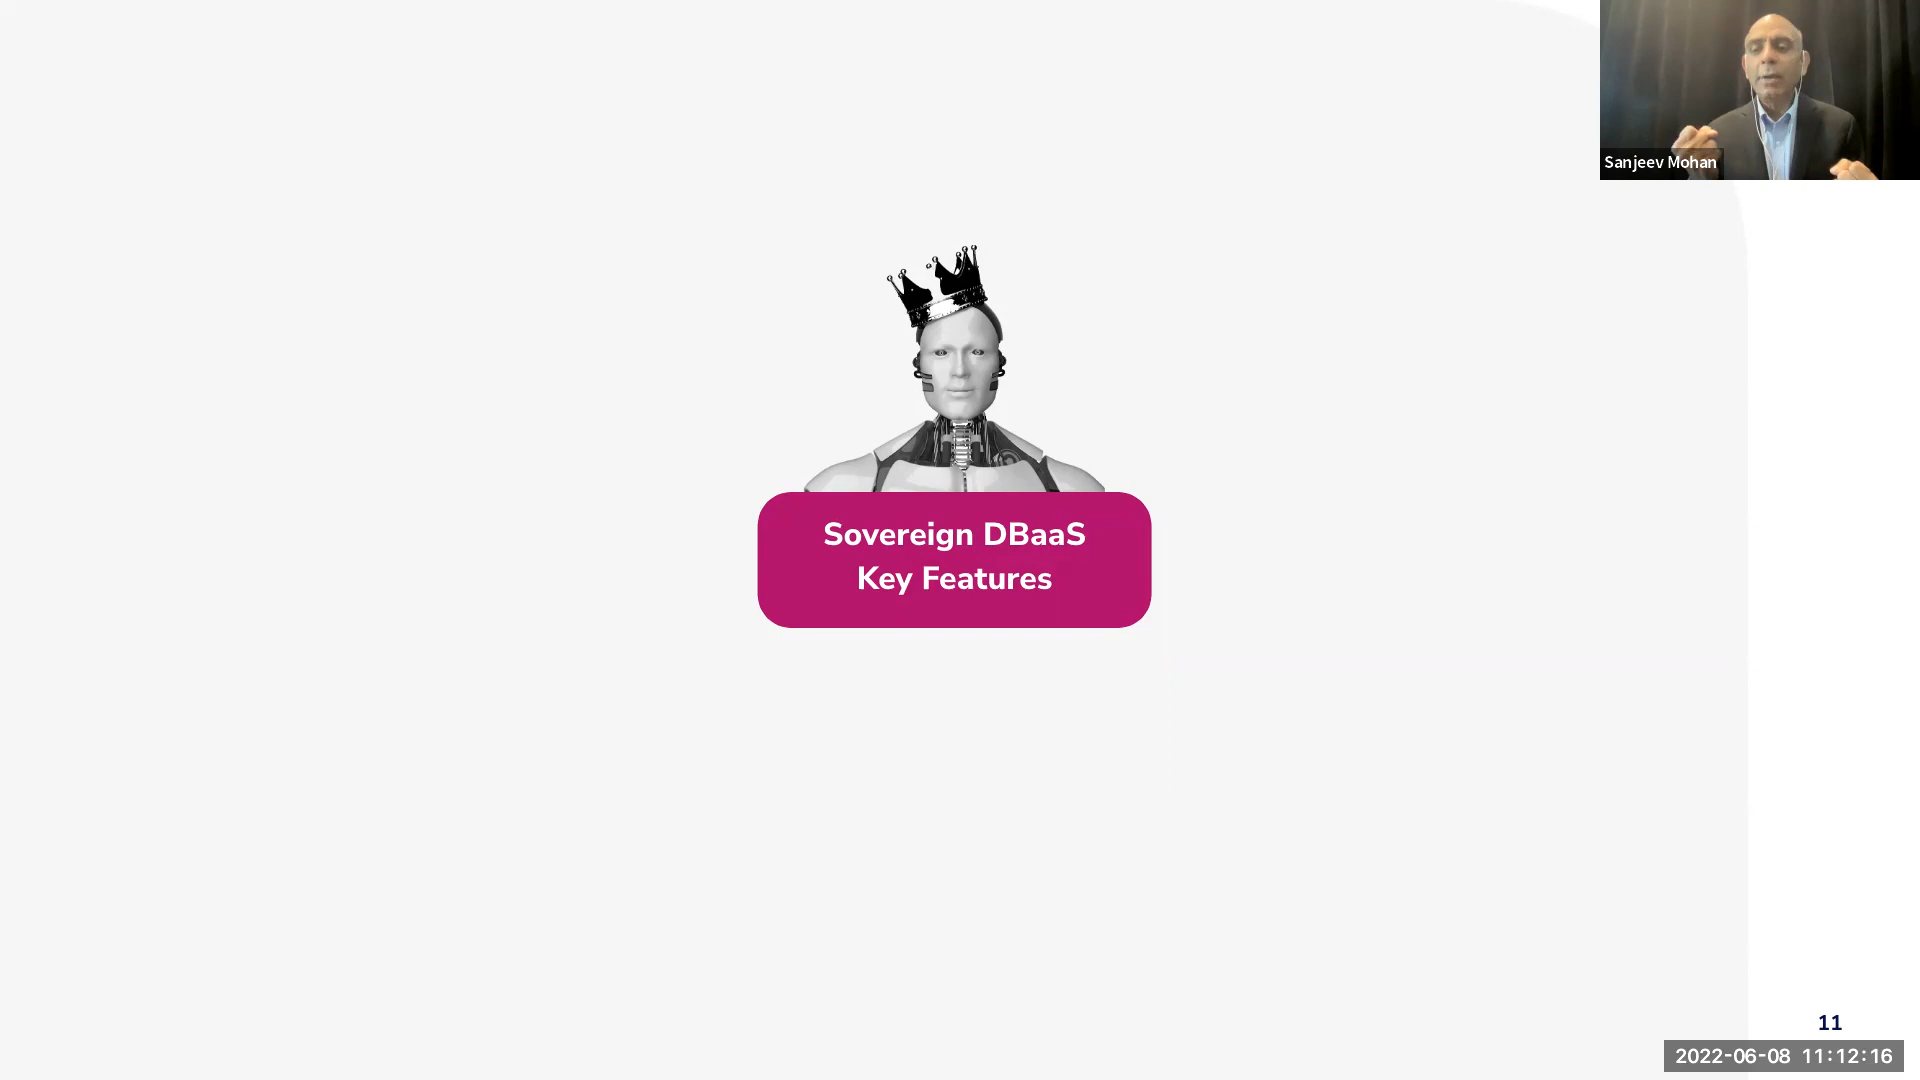 Sanjeev Mohan
Sovereign DBaaS
Key Features
11
2022-06-08 11:12:16